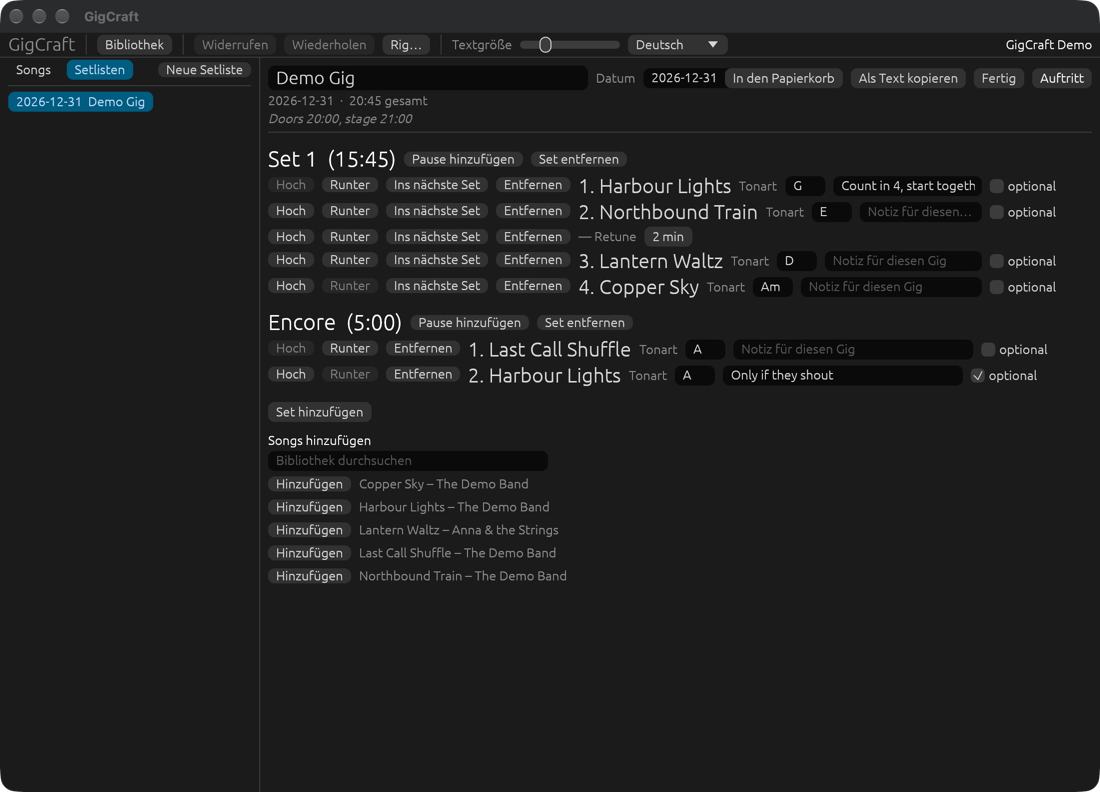 GigCraft
GigCraft Bibliothek Widerrufen Wiederholen Rig… Textgröße Deutsch GigCraft Demo
Songs Setlisten Neue Setliste
2026-12-31 Demo Gig
Demo Gig Datum 2026-12-31 In den Papierkorb Als Text kopieren Fertig Auftritt
2026-12-31 · 20:45 gesamt
Doors 20:00, stage 21:00
Set 1 (15:45) Pause hinzufügen Set entfernen
Hoch Runter Ins nächste Set Entfernen 1. Harbour Lights Tonart G Count in 4, start togeth optional
Hoch Runter Ins nächste Set Entfernen 2. Northbound Train Tonart E Notiz für diesen… optional
Hoch Runter Ins nächste Set Entfernen — Retune 2 min
Hoch Runter Ins nächste Set Entfernen 3. Lantern Waltz Tonart D Notiz für diesen Gig optional
Hoch Runter Ins nächste Set Entfernen 4. Copper Sky Tonart Am Notiz für diesen Gig optional
Encore (5:00) Pause hinzufügen Set entfernen
Hoch Runter Entfernen 1. Last Call Shuffle Tonart A Notiz für diesen Gig optional
Hoch Runter Entfernen 2. Harbour Lights Tonart A Only if they shout optional
Set hinzufügen
Songs hinzufügen
Bibliothek durchsuchen
Hinzufügen Copper Sky – The Demo Band
Hinzufügen Harbour Lights – The Demo Band
Hinzufügen Lantern Waltz – Anna & the Strings
Hinzufügen Last Call Shuffle – The Demo Band
Hinzufügen Northbound Train – The Demo Band